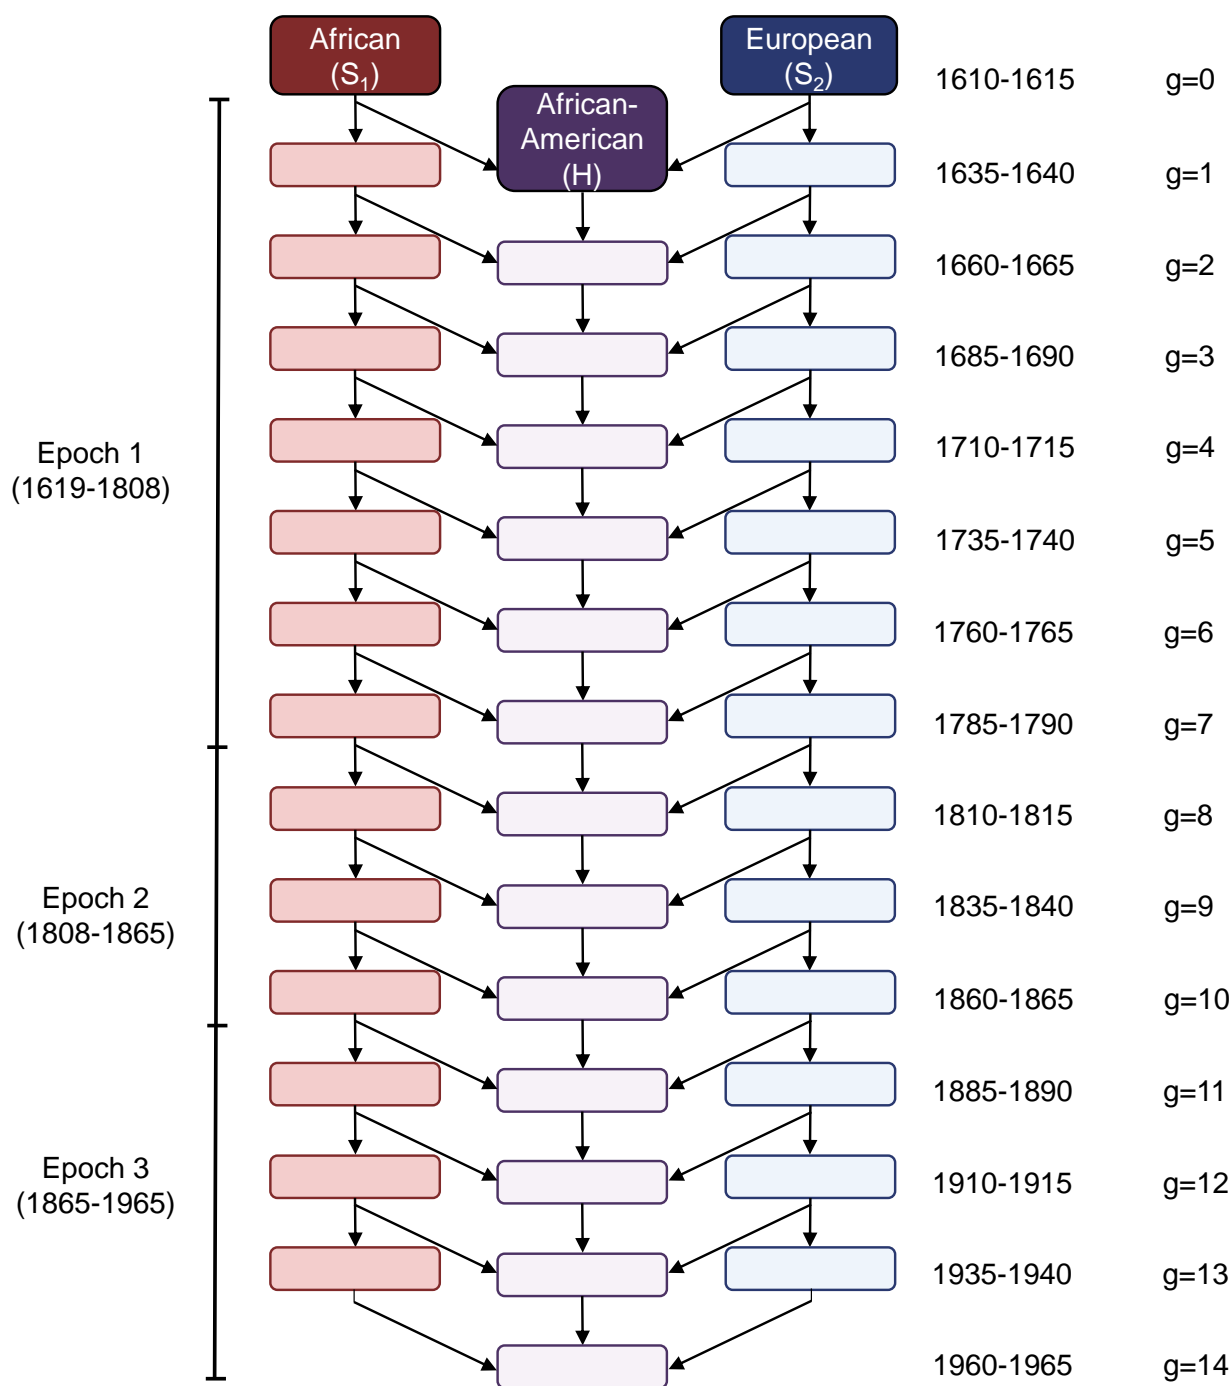 African
(S₁)
European
(S₂)
1610-1615 g=0
African-
American
(H)
1635-1640 g=1
1660-1665 g=2
1685-1690 g=3
1710-1715 g=4
Epoch 1
(1619-1808)
1735-1740 g=5
1760-1765 g=6
1785-1790 g=7
1810-1815 g=8
Epoch 2
(1808-1865)
1835-1840 g=9
1860-1865 g=10
1885-1890 g=11
Epoch 3
(1865-1965)
1910-1915 g=12
1935-1940 g=13
1960-1965 g=14